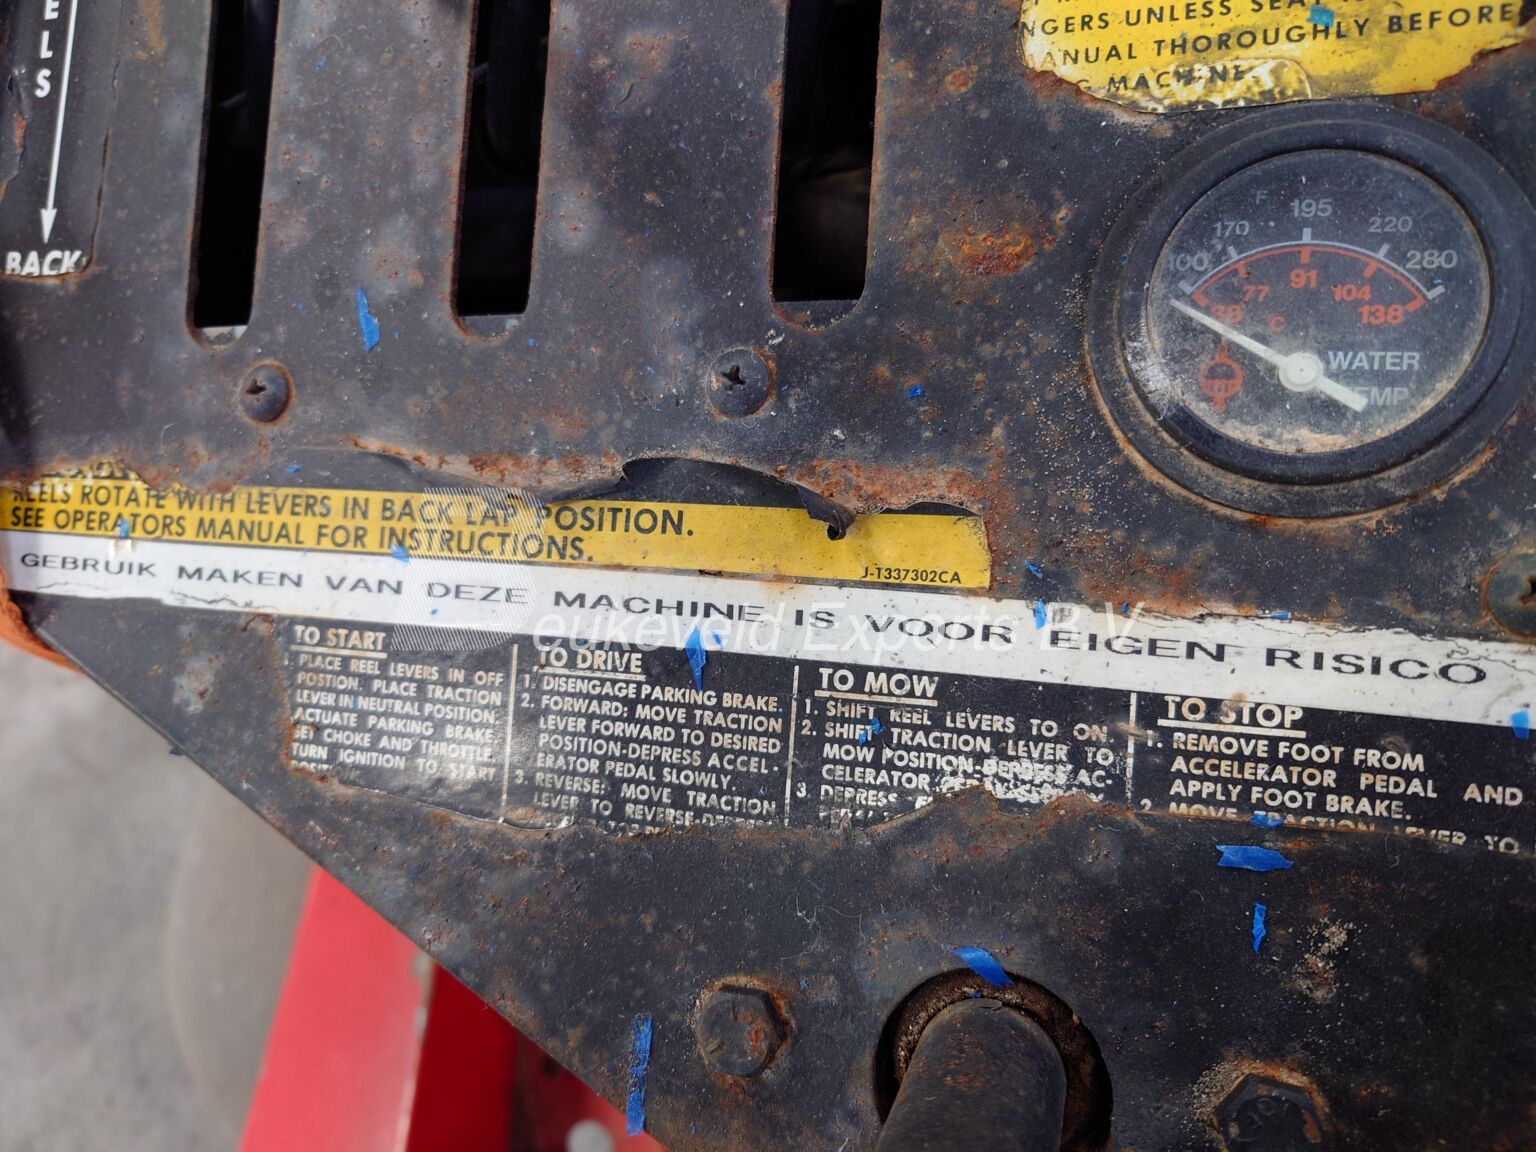 ELS
BACK
NGERS UNLESS SEAT
ANUAL THOROUGHLY BEFORE
MACHINE.
F
100 170 195 220 280
38 77 91 104 138
C
WATER
TEMP
REELS ROTATE WITH LEVERS IN BACK LAP POSITION.
SEE OPERATORS MANUAL FOR INSTRUCTIONS.
J-T337302CA
GEBRUIK MAKEN VAN DEZE MACHINE IS VOOR EIGEN RISICO
Beukeveld Exports B.V.
TO START
1. PLACE REEL LEVERS IN OFF
POSTION, PLACE TRACTION
LEVER IN NEUTRAL POSITION,
ACTUATE PARKING BRAKE
SET CHOKE AND THROTTLE.
TURN IGNITION TO START
TO DRIVE
1. DISENGAGE PARKING BRAKE.
2. FORWARD: MOVE TRACTION
LEVER FORWARD TO DESIRED
POSITION-DEPRESS ACCEL-
ERATOR PEDAL SLOWLY.
3. REVERSE: MOVE TRACTION
LEVER TO REVERSE-DEPRESS
TO MOW
1. SHIFT REEL LEVERS TO ON
2. SHIFT TRACTION LEVER TO
MOW POSITION-DEPRESS AC-
CELERATOR
3. DEPRESS
TO STOP
1. REMOVE FOOT FROM
ACCELERATOR PEDAL AND
APPLY FOOT BRAKE.
2. MOVE TRACTION LEVER TO